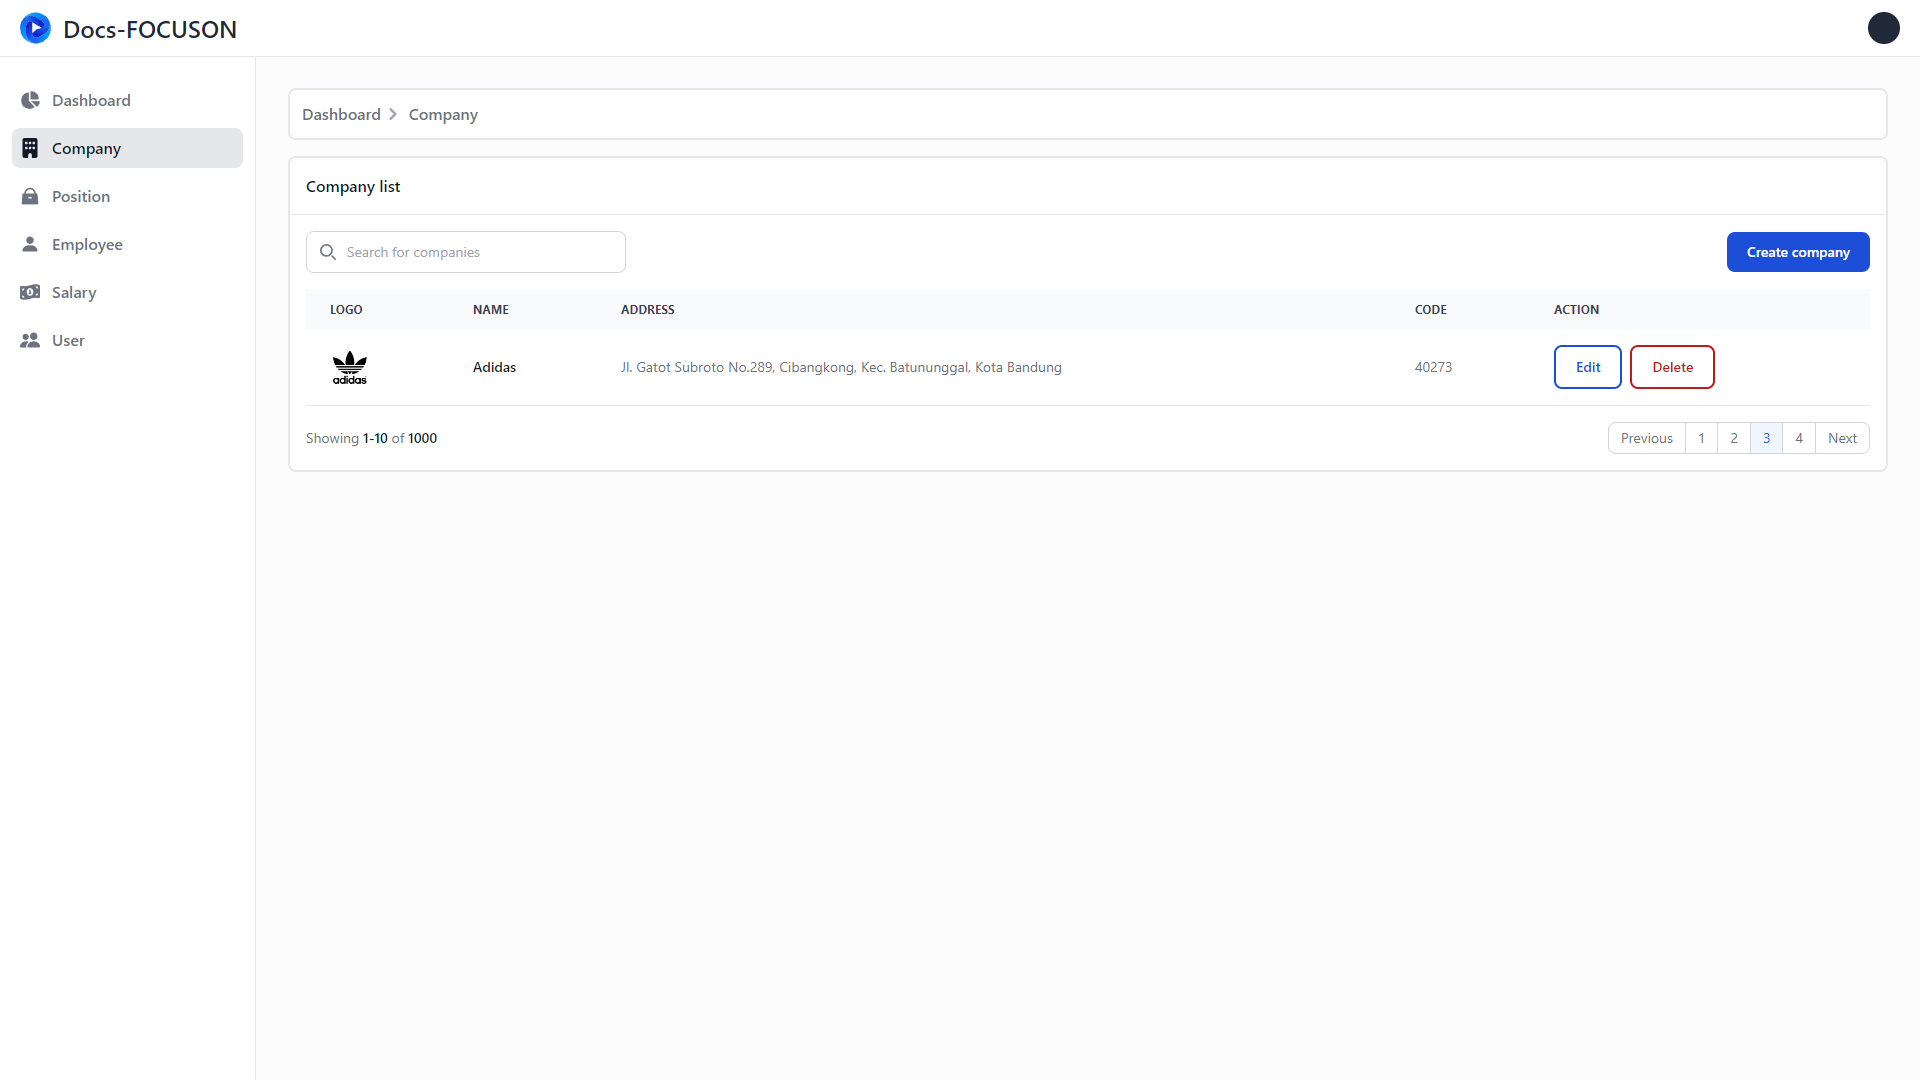 Docs-FOCUSON
Dashboard
Company
Position
Employee
Salary
User
Dashboard Company
Company list
Search for companies
Create company
LOGO NAME ADDRESS CODE ACTION
adidas Adidas Jl. Gatot Subroto No.289, Cibangkong, Kec. Batununggal, Kota Bandung 40273 Edit Delete
Showing 1-10 of 1000
Previous 1 2 3 4 Next